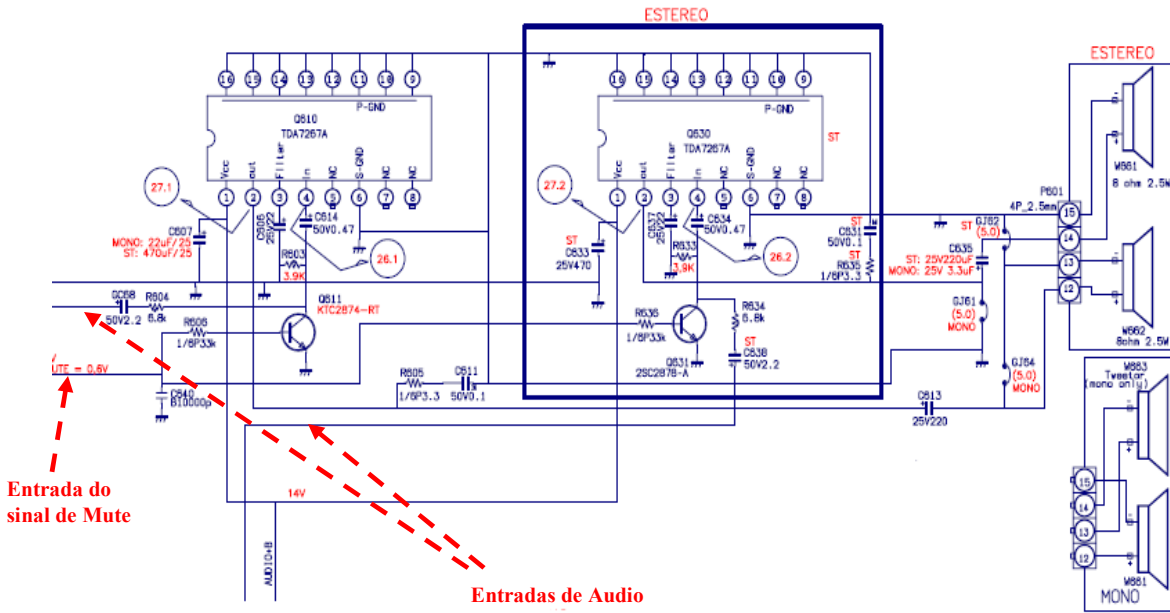 ESTEREO
ESTEREO
16 15 14 13 12 11 10 9
P-GND
Q610
TDA7267A
Vcc
out
Filter
In
NC
S-GND
NC
NC
1 2 3 4 5 6 7 8
16 15 14 13 12 11 10 9
P-GND
Q630
TDA7267A
ST
Vcc
out
Filter
In
NC
S-GND
NC
NC
1 2 3 4 5 6 7 8
27.1
C607
MONO: 22uF/25
ST: 470uF/25
C606
25V22
C614
50V0.47
R603
3.9K
26.1
27.2
ST
C633
25V470
C637
25V22
C634
50V0.47
R633
3.9K
26.2
ST
C631
50V0.1
ST
R635
1/6P3.3
GC68
50V2.2
R604
6.8k
Q611
KTC2874-RT
R606
1/6P33k
UTE = 0.6V
C640
B10000p
R605
1/6P3.3
C611
50V0.1
R636
1/6P33k
Q631
2SC2878-A
R634
6.8k
ST
C638
50V2.2
P601
4P_2.5mm
GJ62
ST
(5.0)
C635
ST: 25V220uF
MONO: 25V 3.3uF
GJ61
(5.0)
MONO
GJ64
(5.0)
MONO
C613
25V220
15
14
13
12
W661
8 ohm 2.5W
W662
8ohm 2.5W
W663
Tweeter
(mono only)
15
14
13
12
W661
MONO
14V
AUDIO+B
Entrada do
sinal de Mute
Entradas de Audio